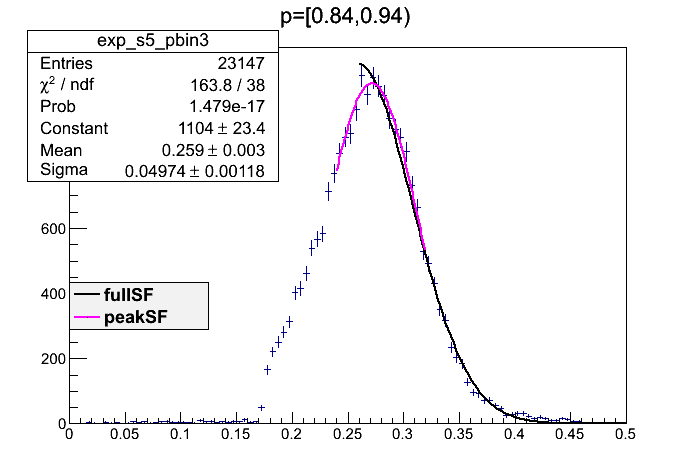 p=[0.84,0.94)
exp_s5_pbin3
Entries 23147
χ² / ndf 163.8 / 38
Prob 1.479e-17
Constant 1104 ± 23.4
Mean 0.259 ± 0.003
Sigma 0.04974 ± 0.00118
600
400
fullSF
peakSF
200
0
0 0.05 0.1 0.15 0.2 0.25 0.3 0.35 0.4 0.45 0.5